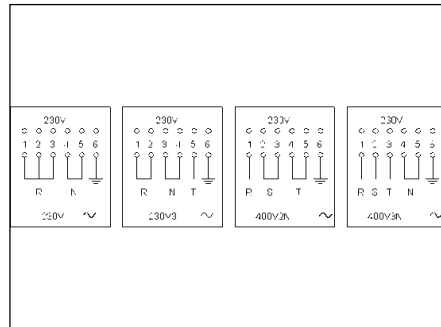 230V
1 2 3 4 5 6
R N
230V
230V
1 2 3 4 5 6
R N T
230V3
230V
1 2 3 4 5 6
R S T
400V2N
230V
1 2 3 4 5 6
R S T N
400V3N